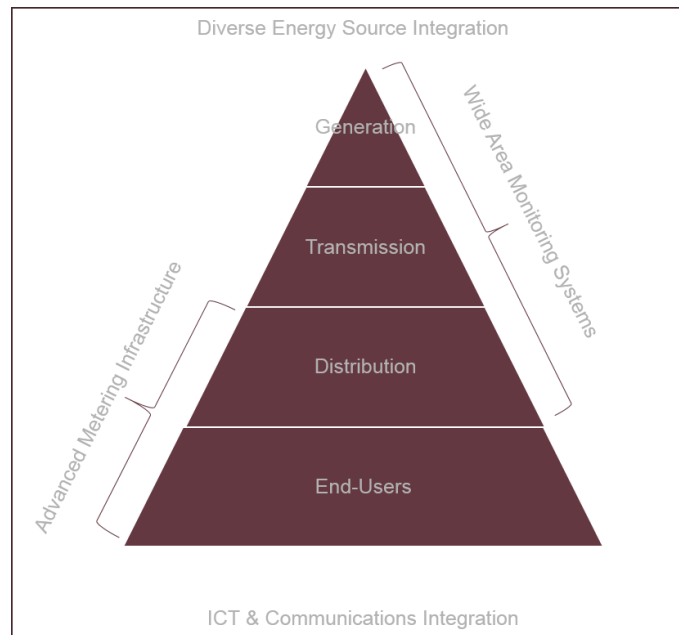 Diverse Energy Source Integration
Generation
Wide Area Monitoring Systems
Transmission
Advanced Metering Infrastructure
Distribution
End-Users
ICT & Communications Integration